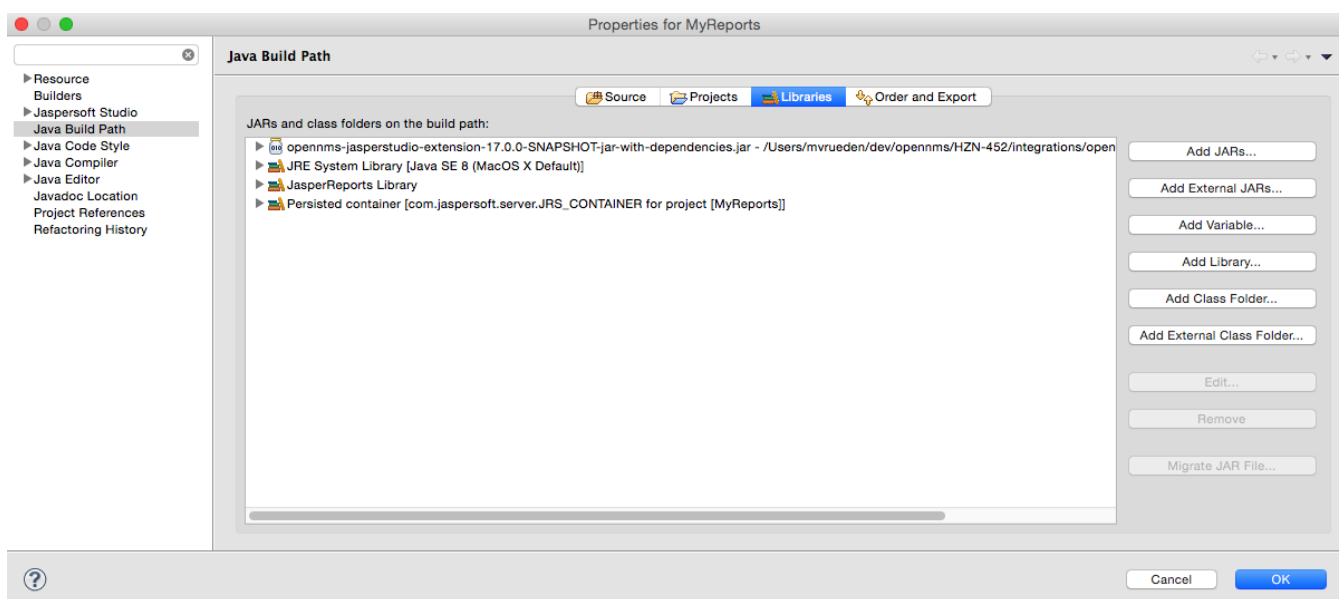 Properties for MyReports
Resource
Builders
Jaspersoft Studio
Java Build Path
Java Code Style
Java Compiler
Java Editor
Javadoc Location
Project References
Refactoring History
Java Build Path
Source Projects Libraries Order and Export
JARs and class folders on the build path:
opennms-jasperstudio-extension-17.0.0-SNAPSHOT-jar-with-dependencies.jar - /Users/mvrueden/dev/opennms/HZN-452/integrations/open
JRE System Library [Java SE 8 (MacOS X Default)]
JasperReports Library
Persisted container [com.jaspersoft.server.JRS_CONTAINER for project [MyReports]]
Add JARs...
Add External JARs...
Add Variable...
Add Library...
Add Class Folder...
Add External Class Folder...
Edit...
Remove
Migrate JAR File...
?
Cancel OK